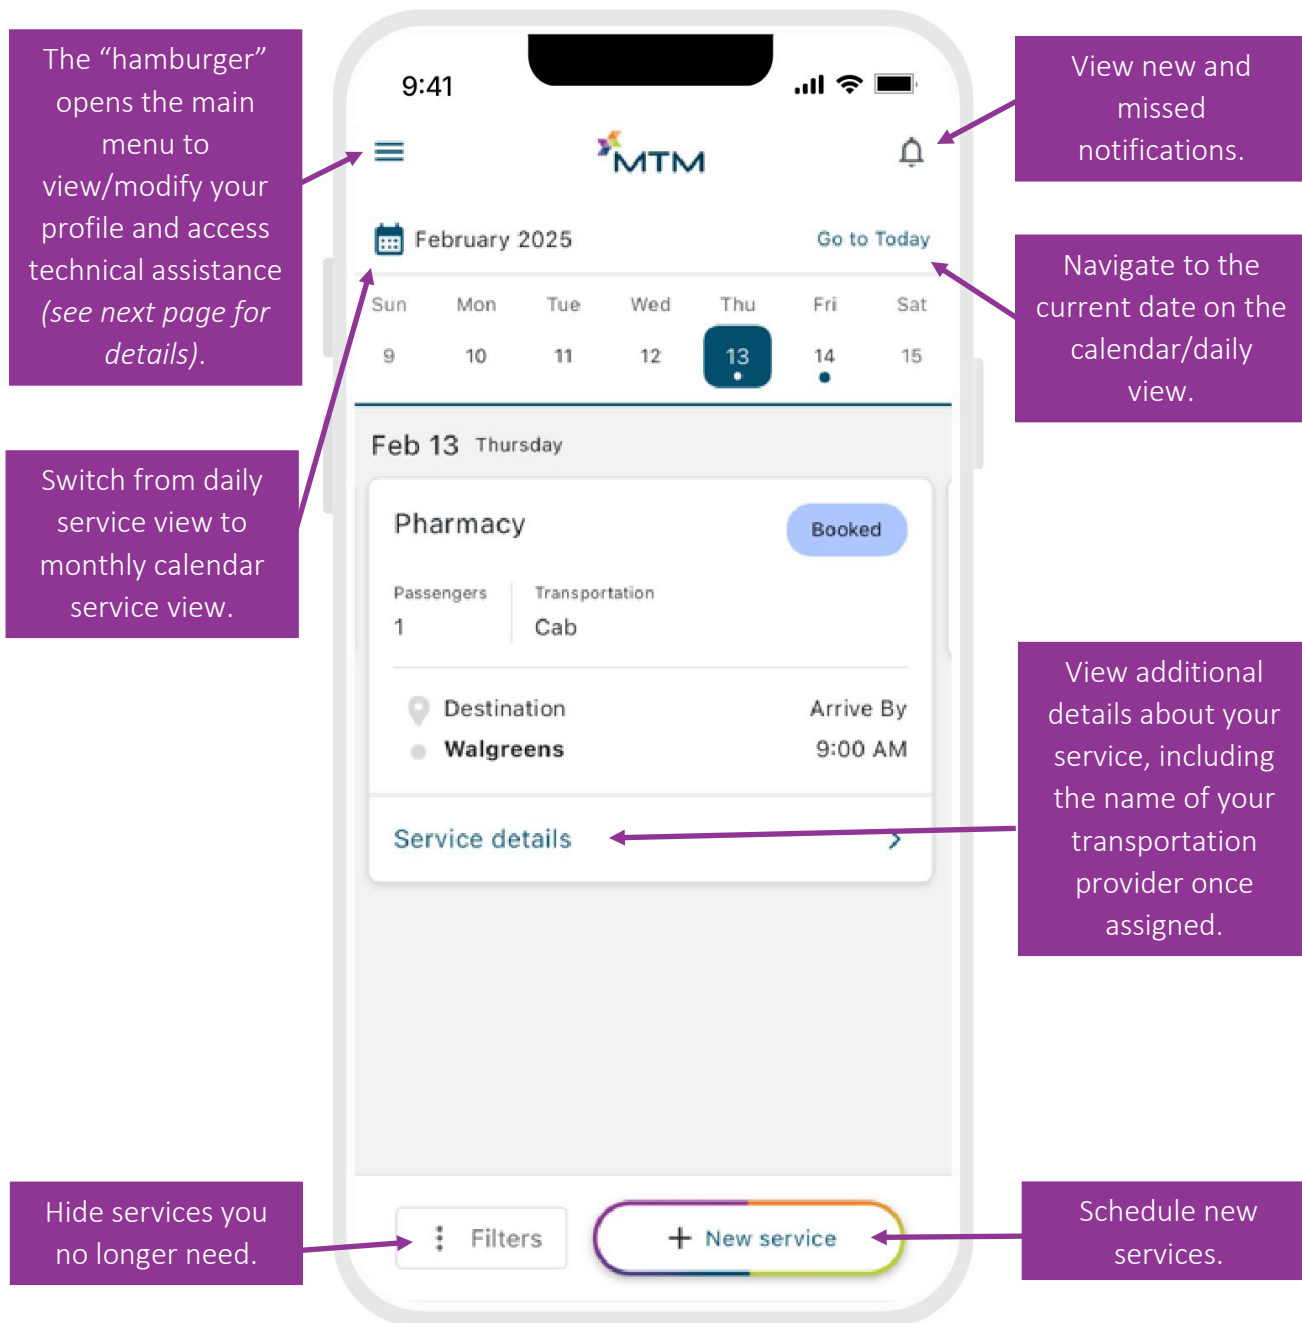 The “hamburger”
opens the main
menu to
view/modify your
profile and access
technical assistance
(see next page for
details).
Switch from daily
service view to
monthly calendar
service view.
Hide services you
no longer need.
9:41
MTM
February 2025
Go to Today
Sun Mon Tue Wed Thu Fri Sat
9 10 11 12 13 14 15
Feb 13 Thursday
Pharmacy
Booked
Passengers Transportation
1 Cab
Destination Arrive By
Walgreens 9:00 AM
Service details >
Filters
+ New service
View new and
missed
notifications.
Navigate to the
current date on the
calendar/daily
view.
View additional
details about your
service, including
the name of your
transportation
provider once
assigned.
Schedule new
services.